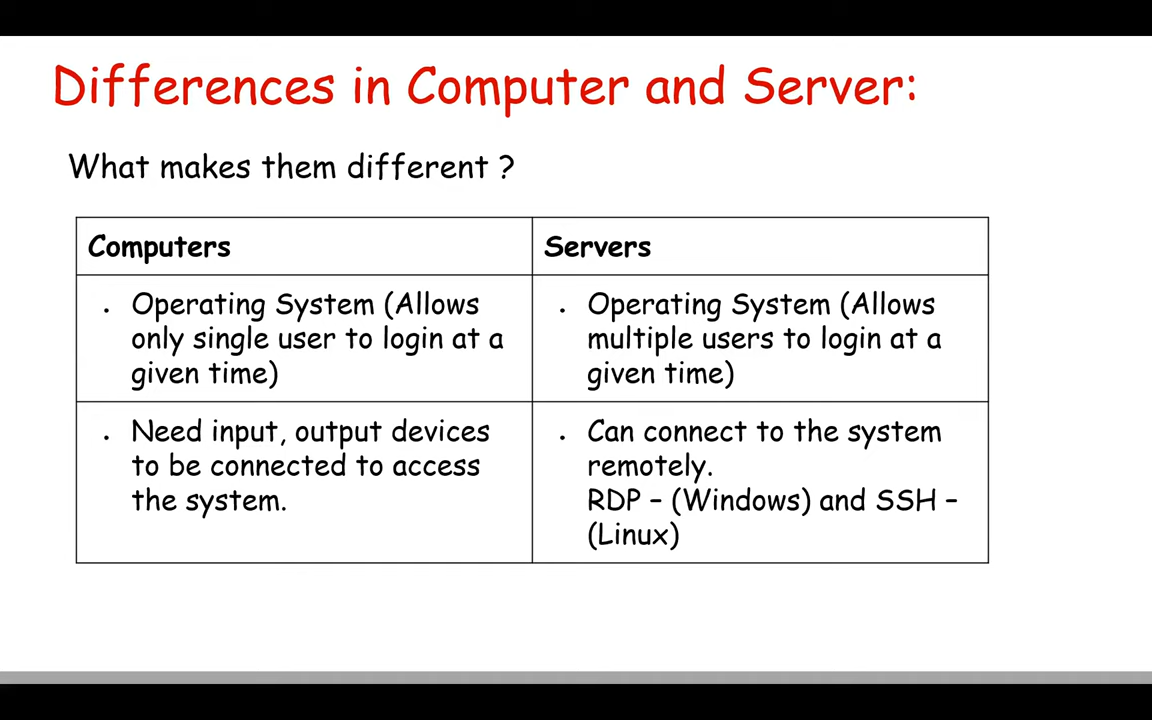 Differences in Computer and Server:
What makes them different ?
Computers
Servers
• Operating System (Allows
only single user to login at a
given time)
• Operating System (Allows
multiple users to login at a
given time)
• Need input, output devices
to be connected to access
the system.
• Can connect to the system
remotely.
RDP – (Windows) and SSH –
(Linux)